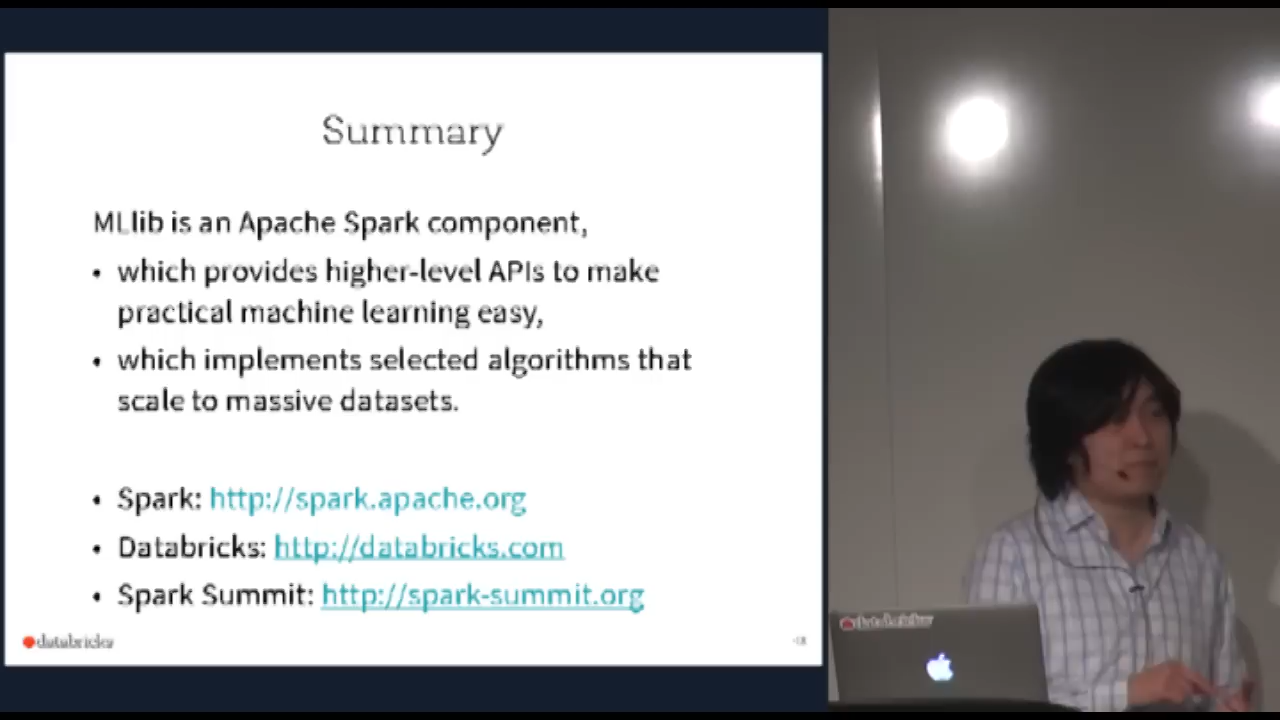 Summary
MLlib is an Apache Spark component,
• which provides higher-level APIs to make
practical machine learning easy,
• which implements selected algorithms that
scale to massive datasets.
• Spark: http://spark.apache.org
• Databricks: http://databricks.com
• Spark Summit: http://spark-summit.org
databricks
databricks